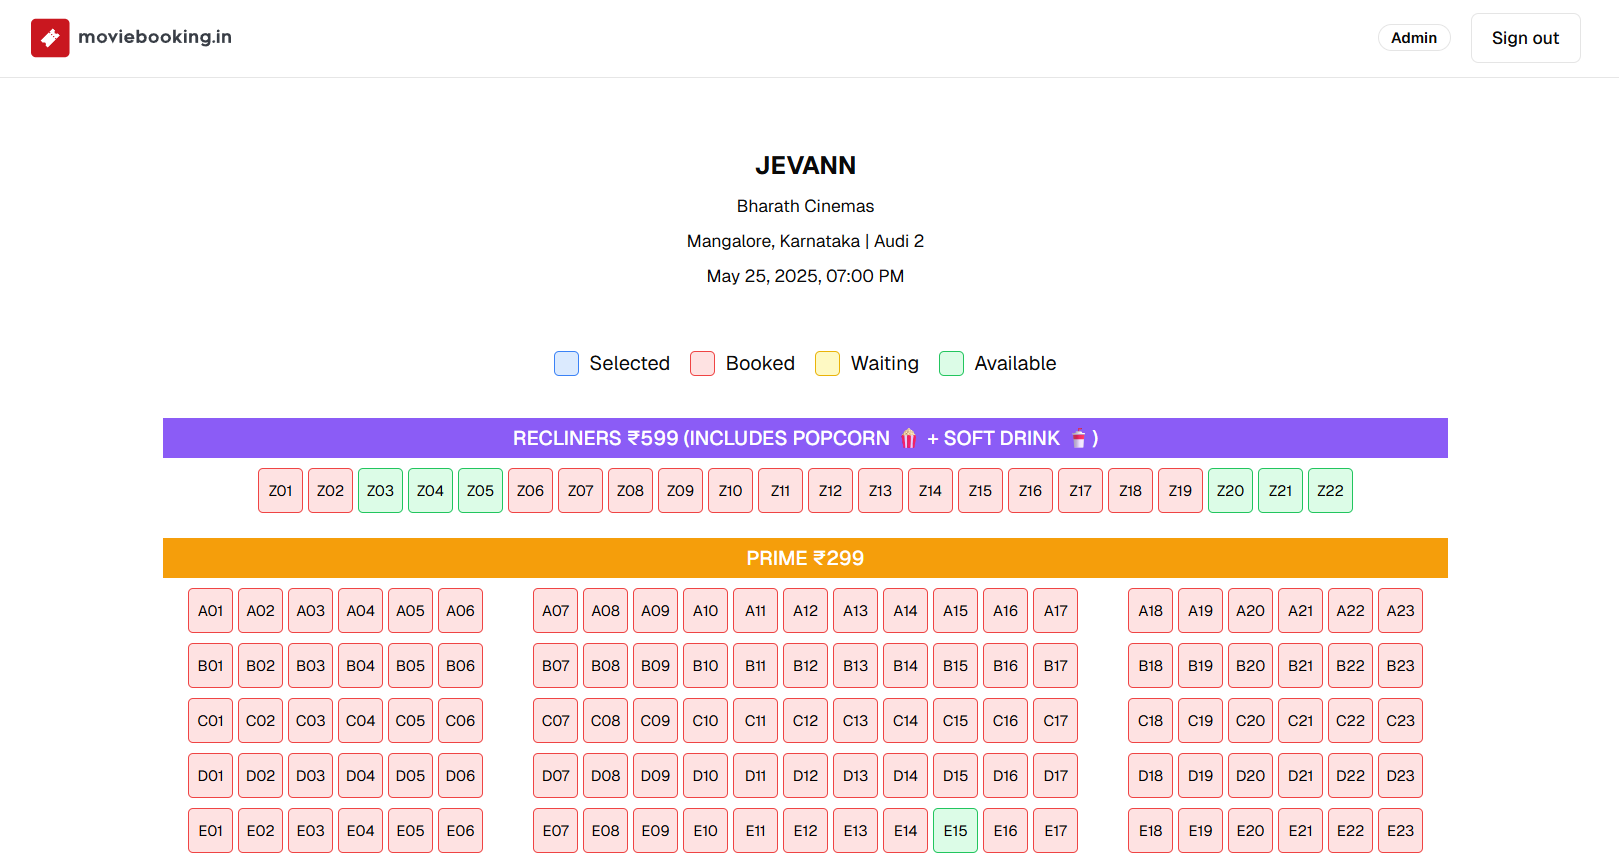 moviebooking.in
Admin
Sign out
JEVANN
Bharath Cinemas
Mangalore, Karnataka | Audi 2
May 25, 2025, 07:00 PM
Selected Booked Waiting Available
RECLINERS ₹599 (INCLUDES POPCORN 🍿 + SOFT DRINK 🥤 )
Z01 Z02 Z03 Z04 Z05 Z06 Z07 Z08 Z09 Z10 Z11 Z12 Z13 Z14 Z15 Z16 Z17 Z18 Z19 Z20 Z21 Z22
PRIME ₹299
A01 A02 A03 A04 A05 A06 A07 A08 A09 A10 A11 A12 A13 A14 A15 A16 A17 A18 A19 A20 A21 A22 A23
B01 B02 B03 B04 B05 B06 B07 B08 B09 B10 B11 B12 B13 B14 B15 B16 B17 B18 B19 B20 B21 B22 B23
C01 C02 C03 C04 C05 C06 C07 C08 C09 C10 C11 C12 C13 C14 C15 C16 C17 C18 C19 C20 C21 C22 C23
D01 D02 D03 D04 D05 D06 D07 D08 D09 D10 D11 D12 D13 D14 D15 D16 D17 D18 D19 D20 D21 D22 D23
E01 E02 E03 E04 E05 E06 E07 E08 E09 E10 E11 E12 E13 E14 E15 E16 E17 E18 E19 E20 E21 E22 E23